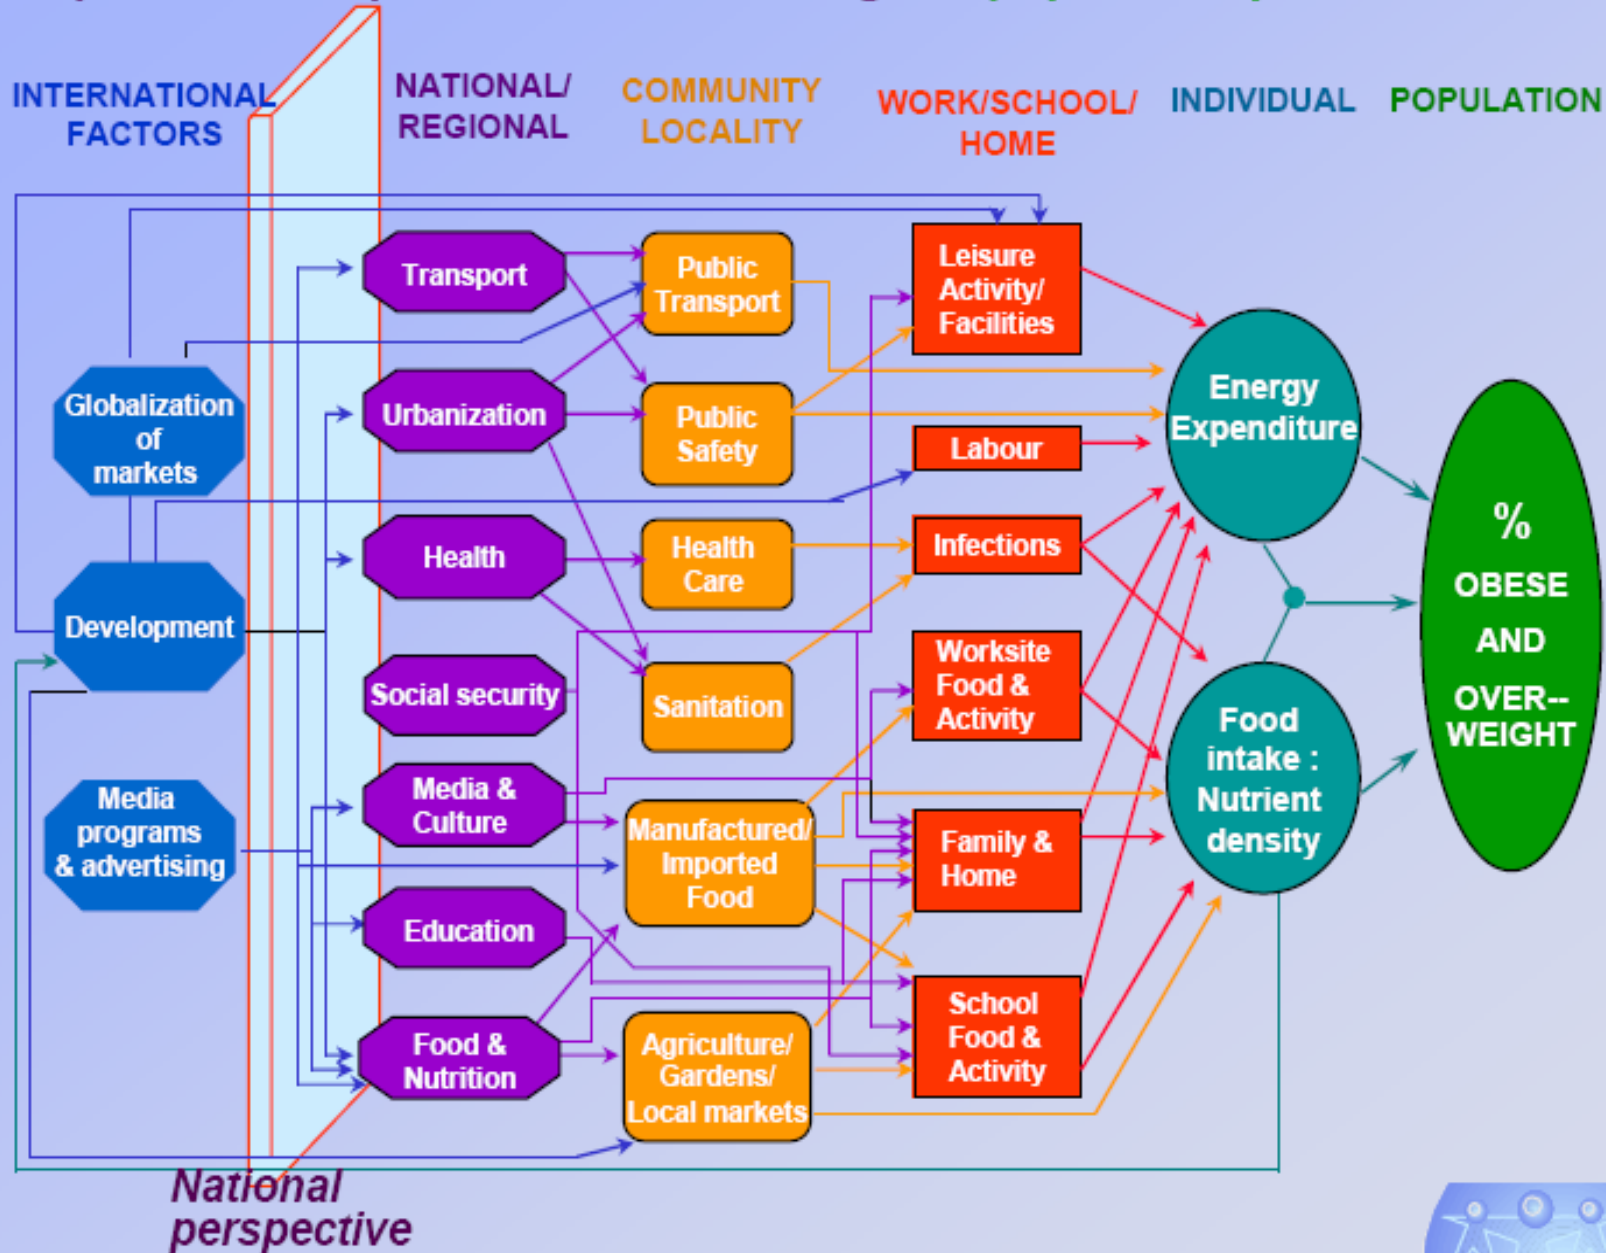 INTERNATIONAL
FACTORS
NATIONAL/
REGIONAL
COMMUNITY
LOCALITY
WORK/SCHOOL/
HOME
INDIVIDUAL
POPULATION
Globalization
of
markets
Development
Media
programs
& advertising
Transport
Urbanization
Health
Social security
Media &
Culture
Education
Food &
Nutrition
Public
Transport
Public
Safety
Health
Care
Sanitation
Manufactured/
Imported
Food
Agriculture/
Gardens/
Local markets
Leisure
Activity/
Facilities
Labour
Infections
Worksite
Food &
Activity
Family &
Home
School
Food &
Activity
Energy
Expenditure
Food
intake :
Nutrient
density
%
OBESE
AND
OVER--
WEIGHT
National
perspective